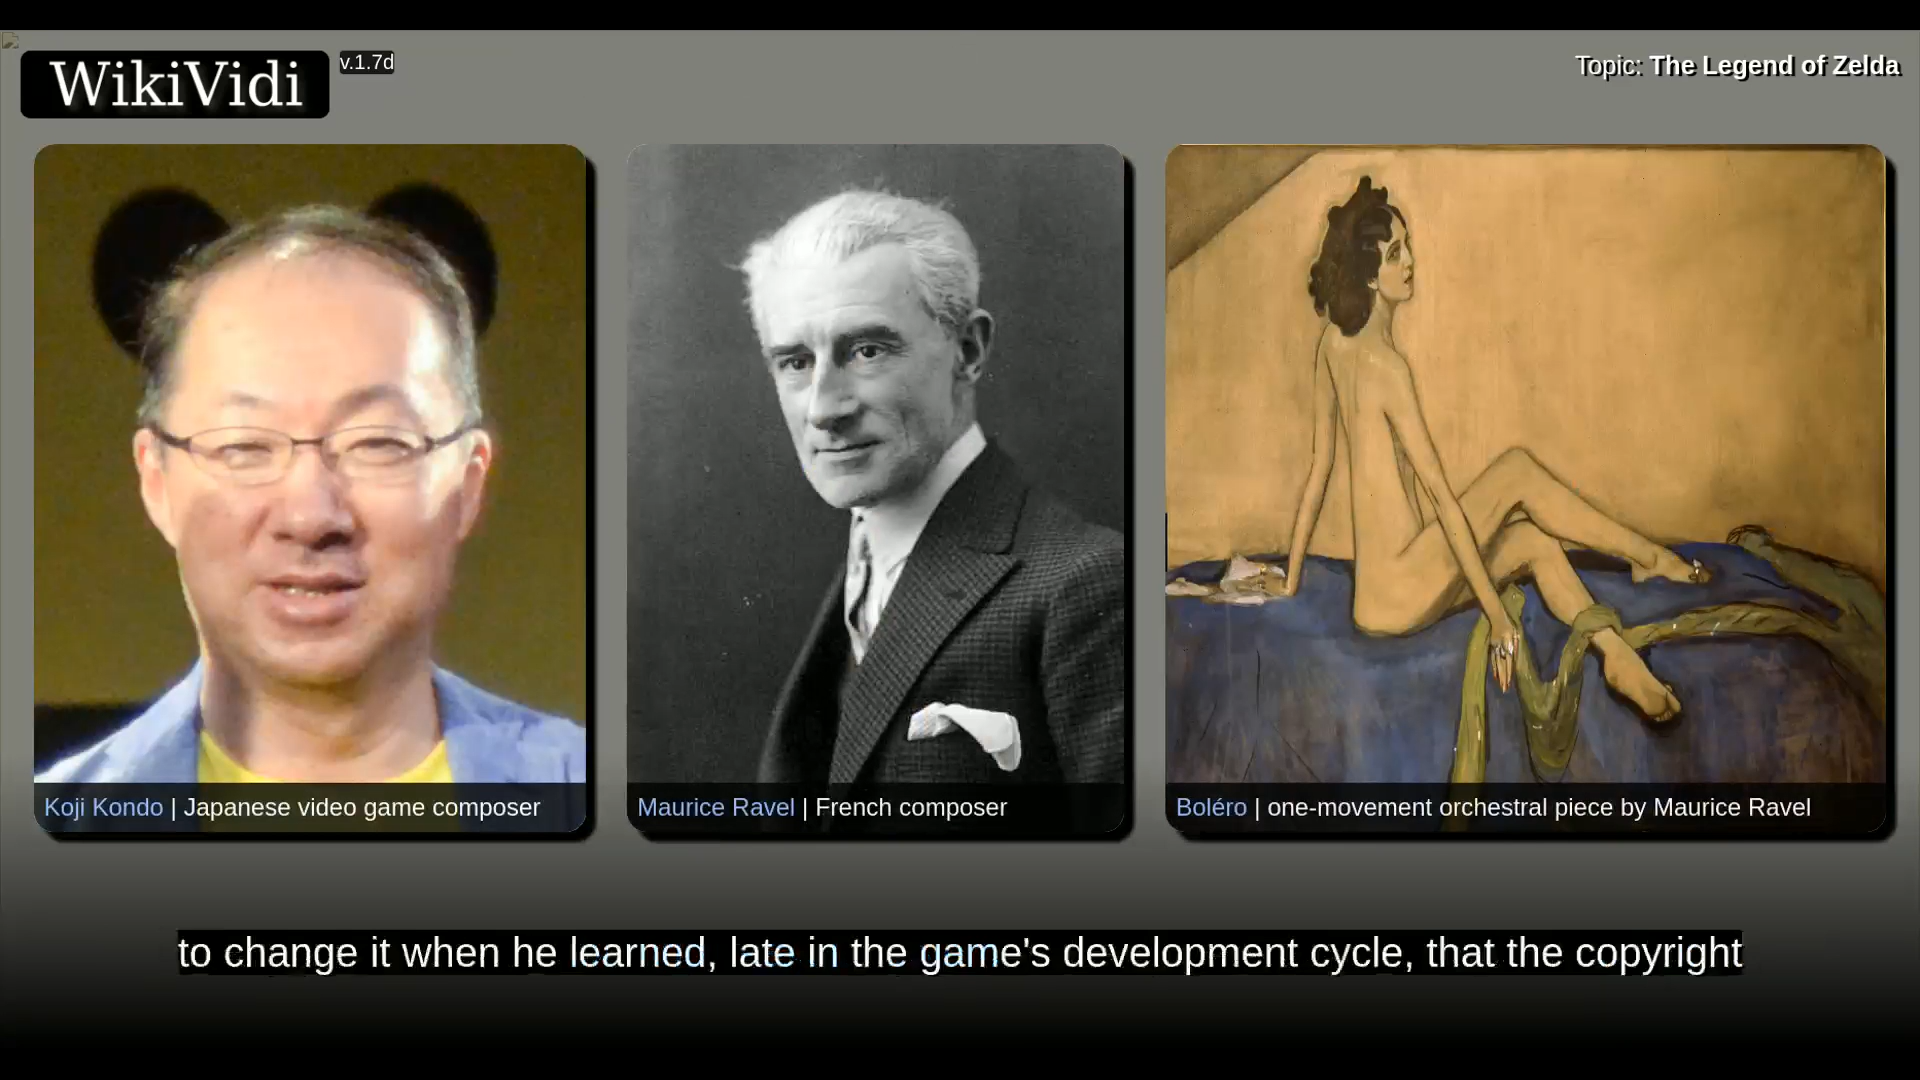 WikiVidi
v.1.7d
Topic: The Legend of Zelda
Koji Kondo | Japanese video game composer
Maurice Ravel | French composer
Boléro | one-movement orchestral piece by Maurice Ravel
to change it when he learned, late in the game's development cycle, that the copyright